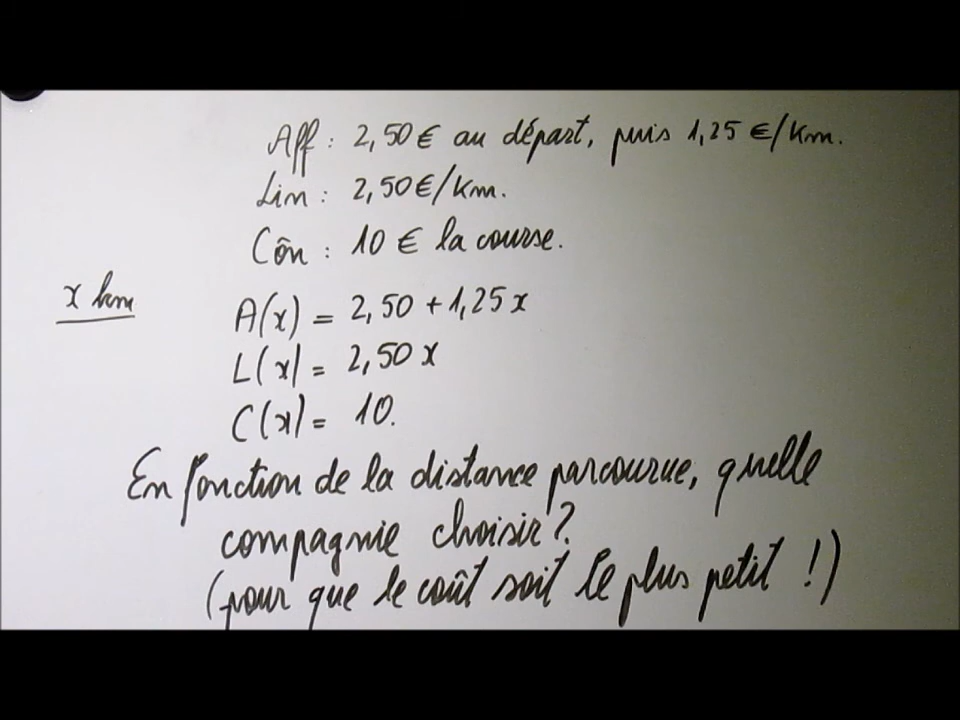 Aff : 2,50 € au départ, puis 1,25 €/km.
Lin : 2,50 €/km.
Côn : 10 € la course.
x km
A(x) = 2,50 + 1,25 x
L(x) = 2,50 x
C(x) = 10.
En fonction de la distance parcourue, quelle
compagnie choisir ?
(pour que le coût soit le plus petit !)